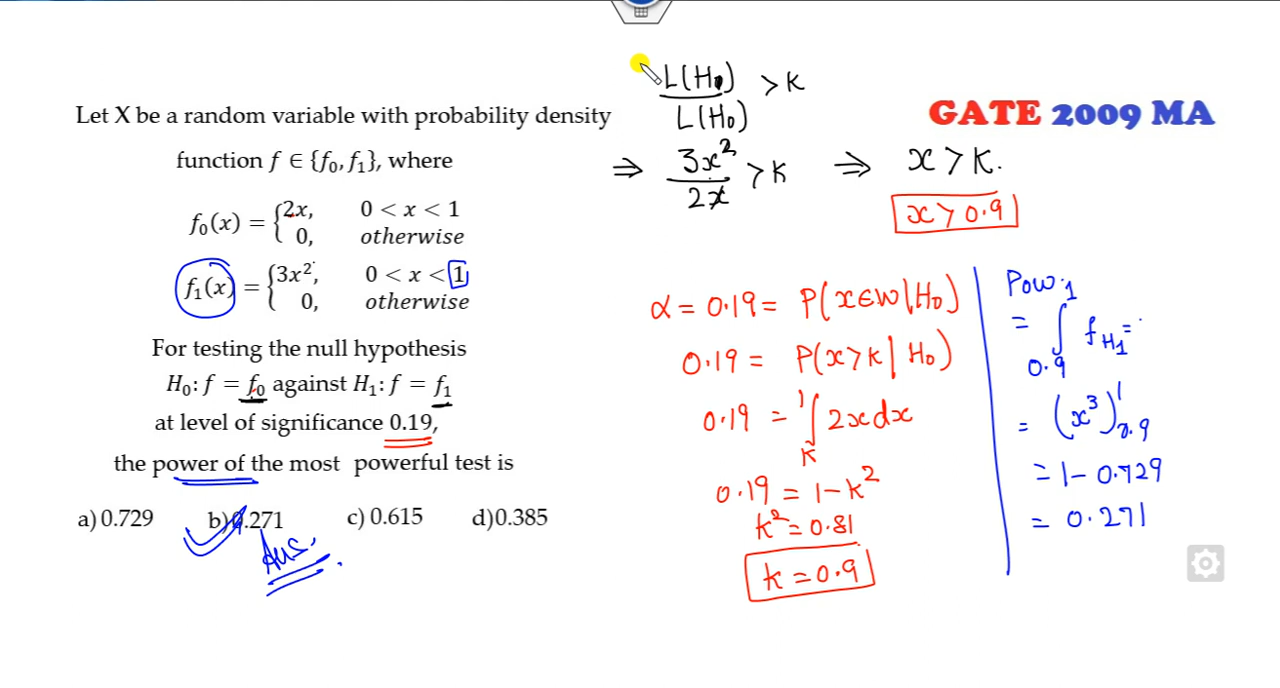 Let X be a random variable with probability density
function f ∈ {f₀, f₁}, where
f₀(x) = {2x, 0 < x < 1
0, otherwise
f₁(x) = {3x², 0 < x < 1
0, otherwise
For testing the null hypothesis
H₀: f = f₀ against H₁: f = f₁
at level of significance 0.19,
the power of the most powerful test is
a) 0.729 b) 0.271 c) 0.615 d) 0.385
Ans.
L(H₁)/L(H₀) > k
⇒ 3x²/2x > k ⇒ x > k.
x > 0.9
GATE 2009 MA
α = 0.19 = P(x∈W | H₀)
0.19 = P(x > k | H₀)
0.19 = ∫ₖ¹ 2x dx
0.19 = 1 - k²
k² = 0.81
k = 0.9
Pow.
= ∫₀.₉¹ f_H₁ =
= (x³)₀.₉¹
= 1 - 0.729
= 0.271